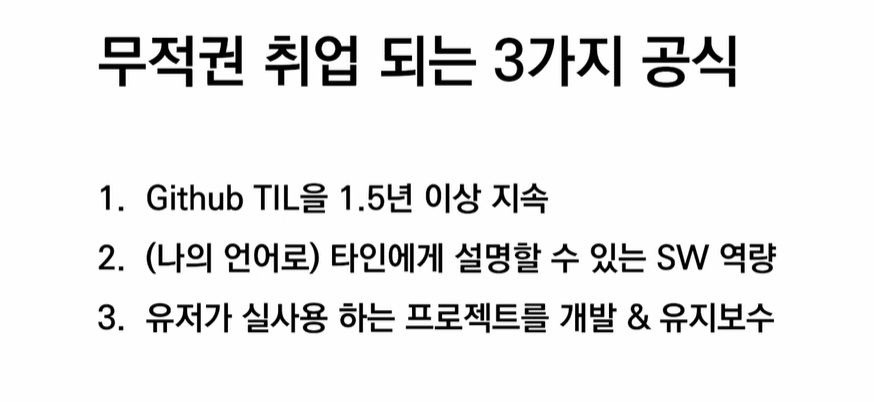 무적권 취업 되는 3가지 공식
1. Github TIL을 1.5년 이상 지속
2. (나의 언어로) 타인에게 설명할 수 있는 SW 역량
3. 유저가 실사용 하는 프로젝트를 개발 & 유지보수